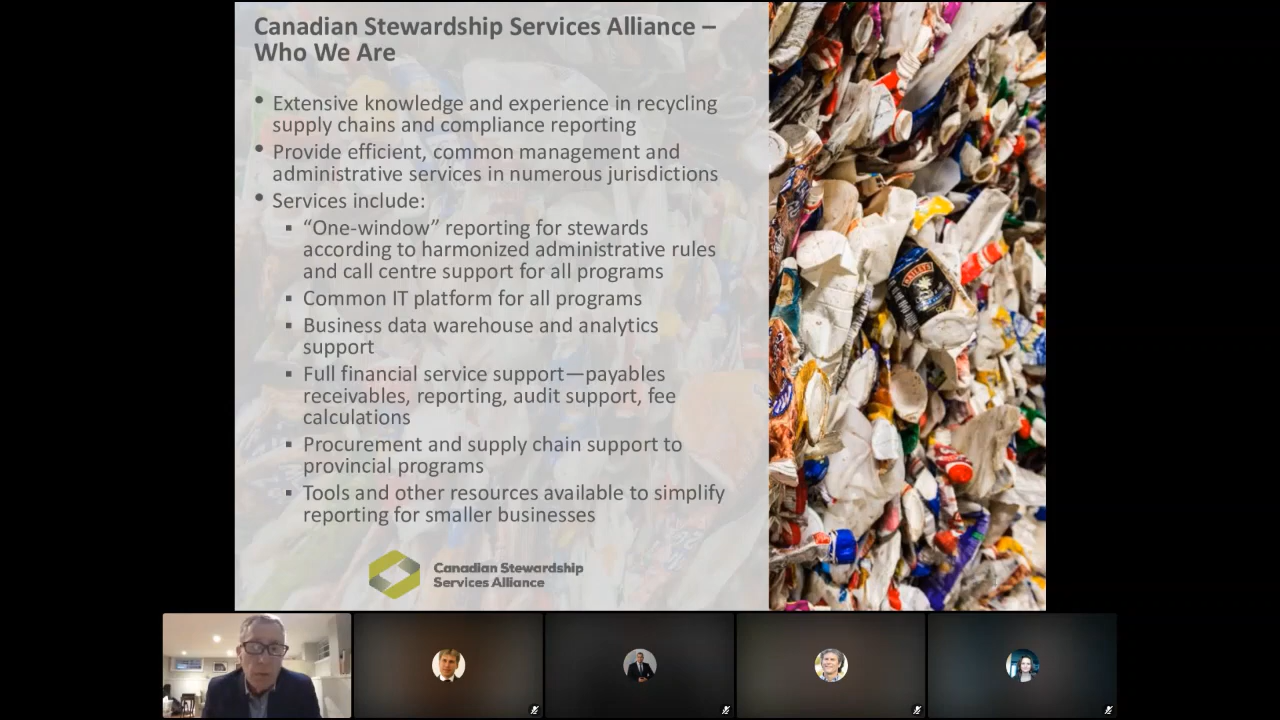 Canadian Stewardship Services Alliance –
Who We Are
• Extensive knowledge and experience in recycling
supply chains and compliance reporting
• Provide efficient, common management and
administrative services in numerous jurisdictions
• Services include:
▪ “One-window” reporting for stewards
according to harmonized administrative rules
and call centre support for all programs
▪ Common IT platform for all programs
▪ Business data warehouse and analytics
support
▪ Full financial service support—payables
receivables, reporting, audit support, fee
calculations
▪ Procurement and supply chain support to
provincial programs
▪ Tools and other resources available to simplify
reporting for smaller businesses
Canadian Stewardship
Services Alliance
BAILEYS